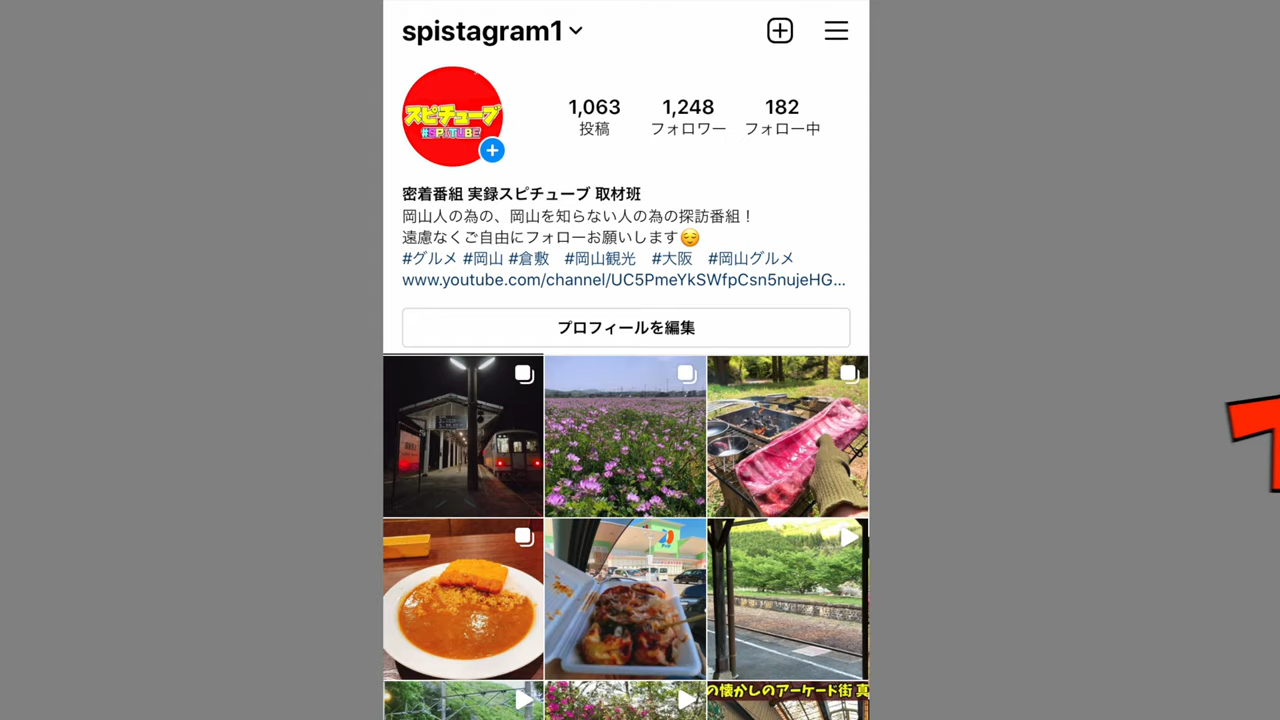 spistagram1
スピチューブ
#SPITUBE
1,063
投稿
1,248
フォロワー
182
フォロー中
密着番組 実録スピチューブ 取材班
岡山人の為の、岡山を知らない人の為の探訪番組！
遠慮なくご自由にフォローお願いします😌
#グルメ #岡山 #倉敷　#岡山観光　#大阪　#岡山グルメ
www.youtube.com/channel/UC5PmeYkSWfpCsn5nujeHG...
プロフィールを編集
の懐かしのアーケード街 真